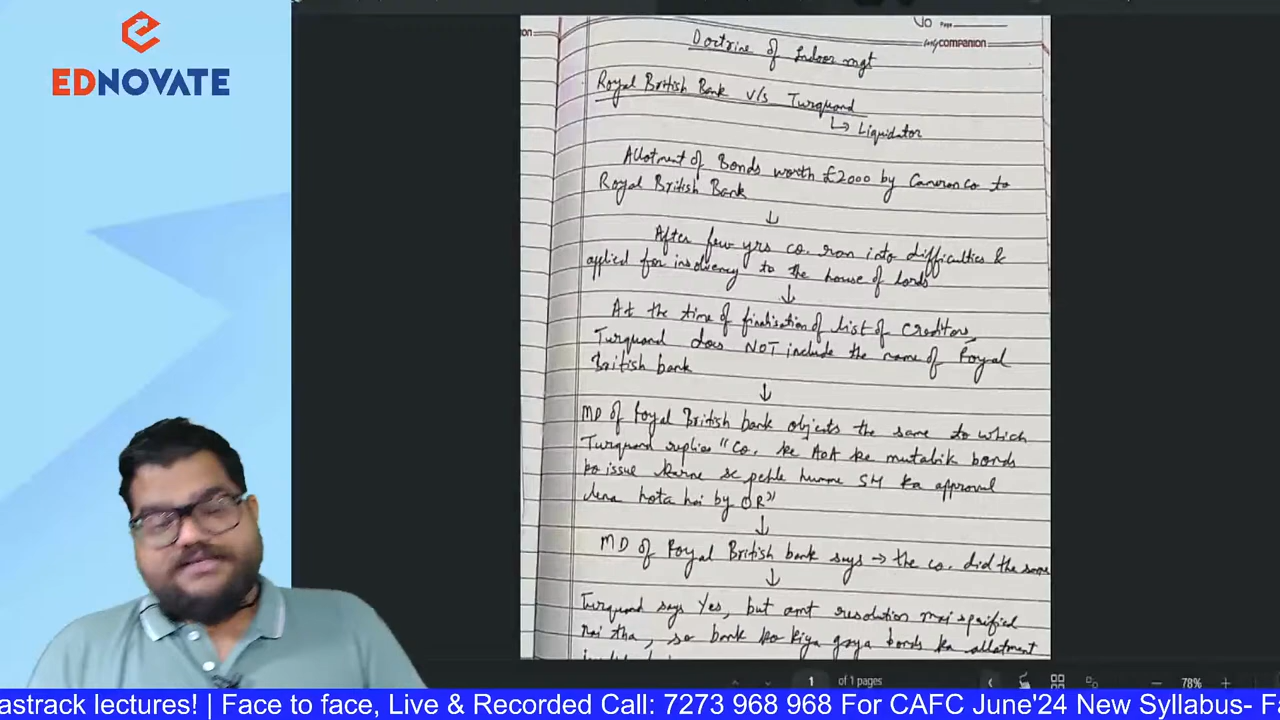 EDNOVATE
on
No Page
mycompanion
Doctrine of Indoor mgt
Royal British Bank v/s Turquand
↳ Liquidator
Allotment of Bonds worth £2000 by Cameron co to
Royal British Bank
↓
After few yrs co. ran into difficulties &
applied for insolvency to the house of lords
↓
At the time of finalisation of list of creditors,
Turquand does NOT include the name of Royal
British bank
↓
MD of Royal British bank objects the same to which
Turquand replies "Co. ke AOA ke mutabik bonds
ko issue karne se pehle humme SH ka approval
lena hota hai by OR"
↓
MD of Royal British bank says → the co. did the same
↓
Turquand says Yes, but amt resolution mai specified
nai tha, so bank ko kiya gaya bonds ka allotment
1 of 1 pages
78%
astrack lectures! | Face to face, Live & Recorded Call: 7273 968 968 For CAFC June'24 New Syllabus- Fa